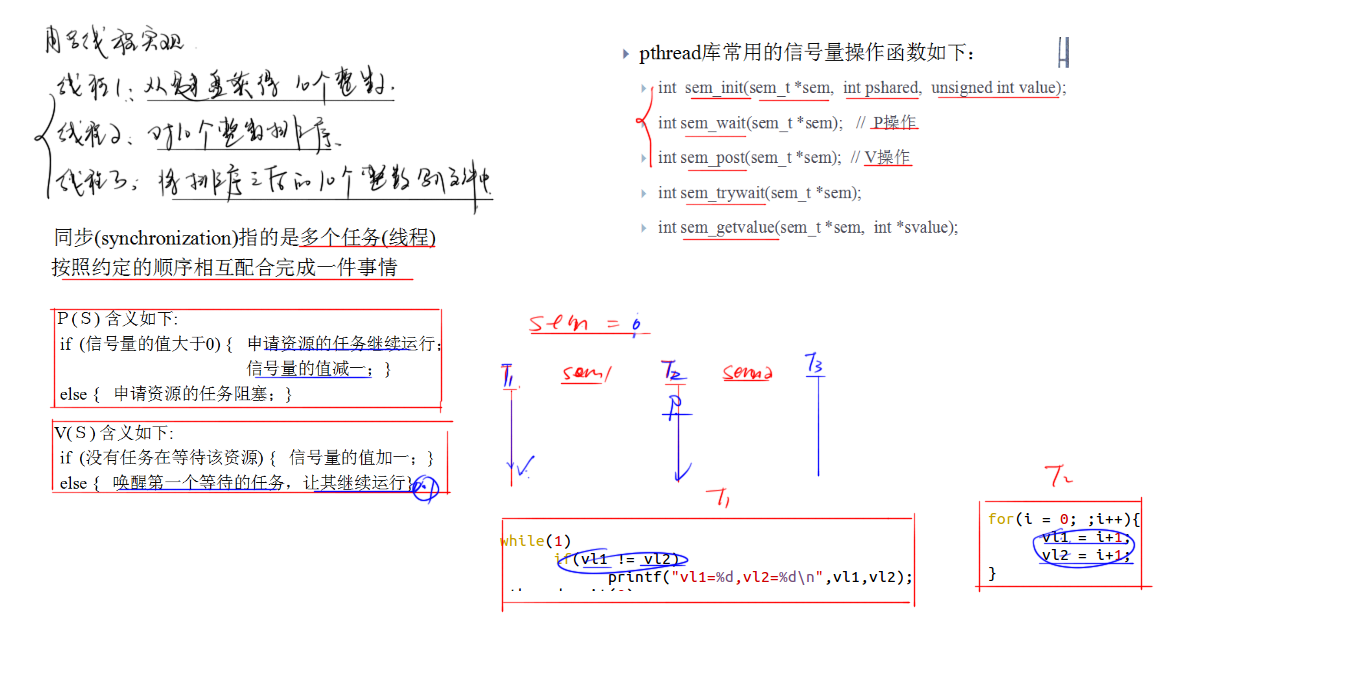 用多线程实现
线程1: 从键盘获得 10个整数.
线程2: 对10个整数排序.
线程3: 将排序之后的10个整数写到文件中
同步(synchronization)指的是多个任务(线程)
按照约定的顺序相互配合完成一件事情
P(S) 含义如下:
if (信号量的值大于0) { 申请资源的任务继续运行;
信号量的值减一; }
else { 申请资源的任务阻塞; }
V(S) 含义如下:
if (没有任务在等待该资源) { 信号量的值加一; }
else { 唤醒第一个等待的任务, 让其继续运行}
pthread库常用的信号量操作函数如下:
int sem_init(sem_t *sem, int pshared, unsigned int value);
int sem_wait(sem_t *sem); // P操作
int sem_post(sem_t *sem); // V操作
int sem_trywait(sem_t *sem);
int sem_getvalue(sem_t *sem, int *svalue);
sem =
T1 sem1 T2 sem2 T3
P
V
T1
while(1)
if(vl1 != vl2)
printf("vl1=%d,vl2=%d\n",vl1,vl2);
T2
for(i = 0; ;i++){
vl1 = i+1;
vl2 = i+1;
}